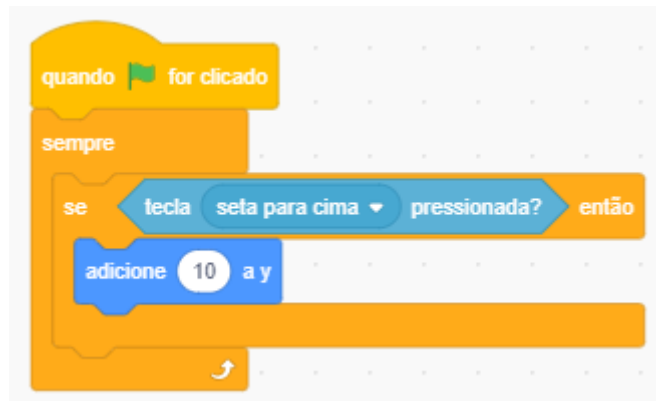 quando for clicado
sempre
se tecla seta para cima pressionada? então
adicione 10 a y